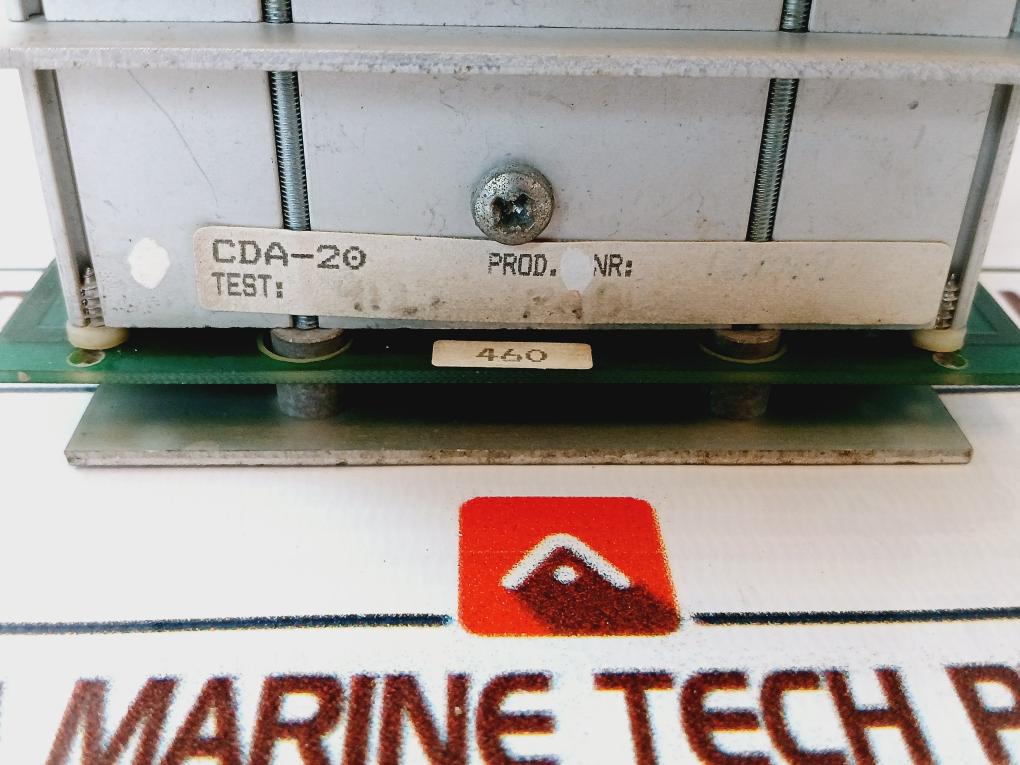 CDA-20 PROD. NR:
TEST:
460
MARINE TECH P